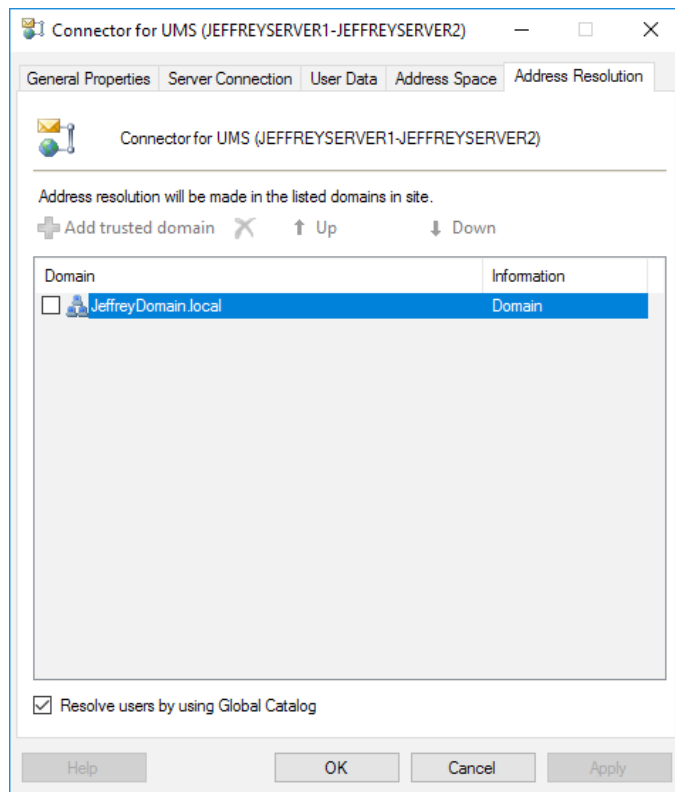 Connector for UMS (JEFFREYSERVER1-JEFFREYSERVER2)
General Properties Server Connection User Data Address Space Address Resolution
Connector for UMS (JEFFREYSERVER1-JEFFREYSERVER2)
Address resolution will be made in the listed domains in site.
Add trusted domain Up Down
Domain Information
JeffreyDomain.local Domain
Resolve users by using Global Catalog
Help OK Cancel Apply